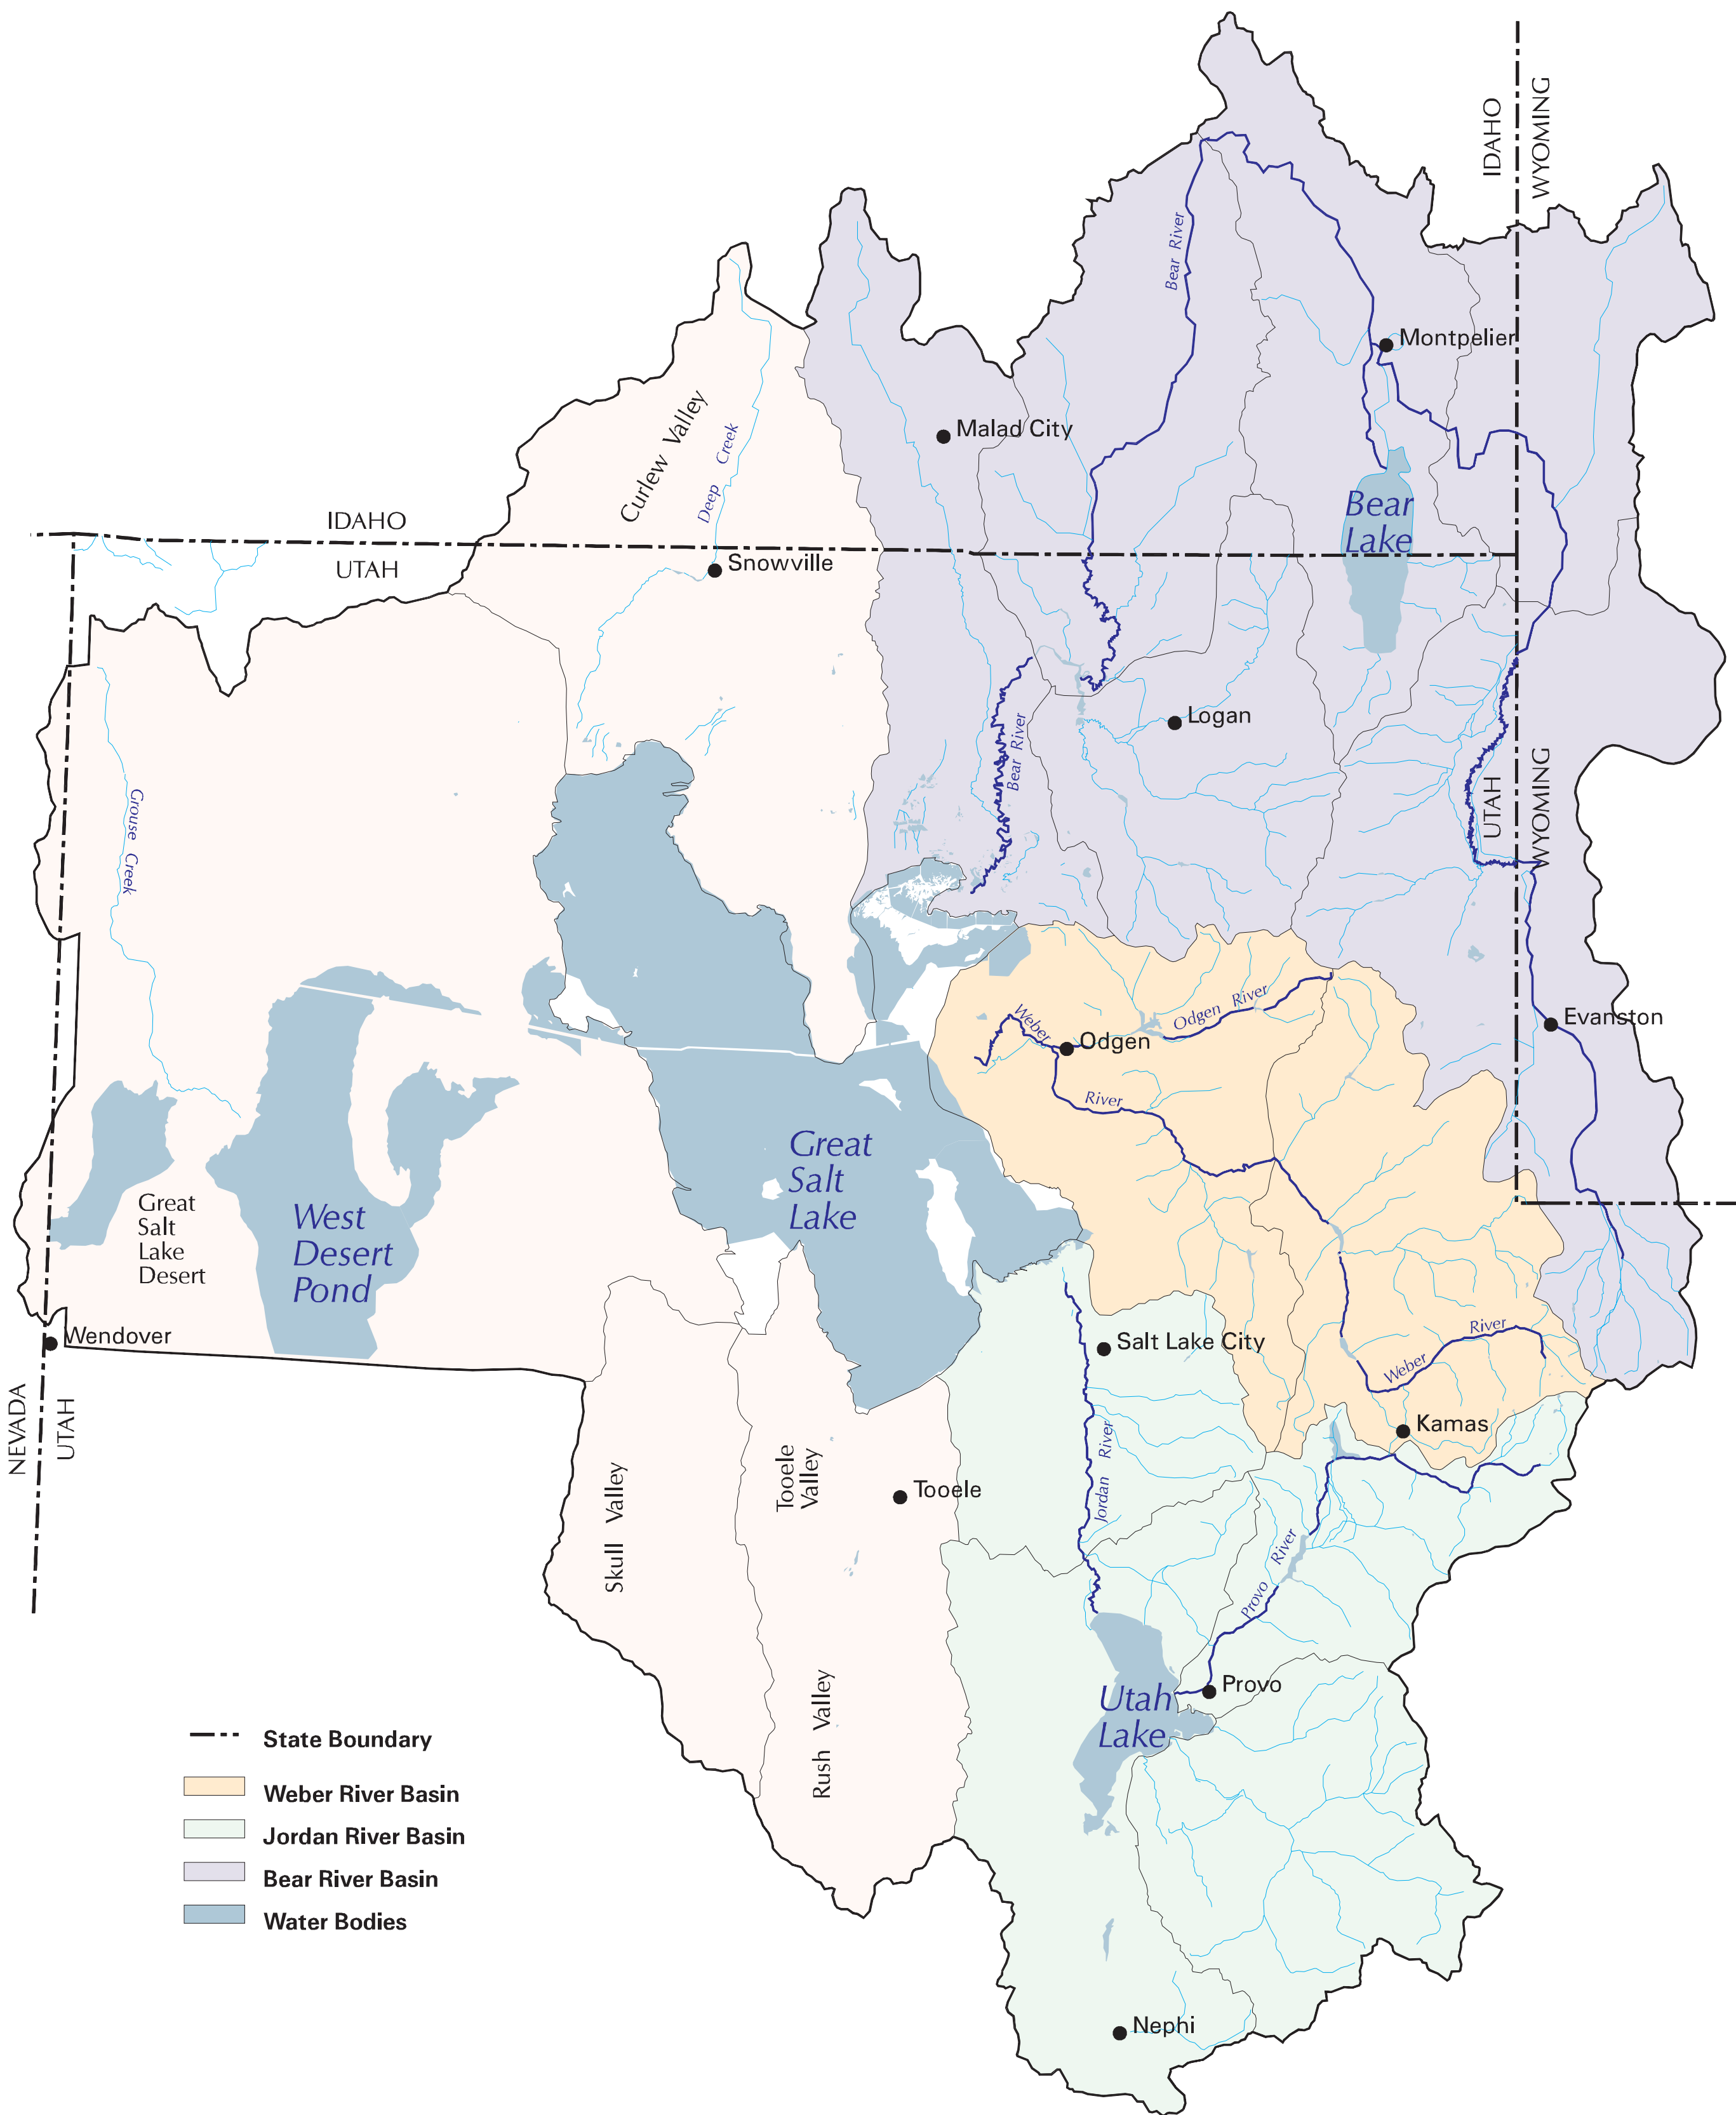 IDAHO
WYOMING
Bear River
Montpelier
Malad City
Curlew Valley
Deep Creek
Bear
Lake
IDAHO
UTAH
Snowville
Logan
Bear River
UTAH
WYOMING
Grouse Creek
Evanston
Weber
Odgen River
Odgen
River
Great
Salt
Lake
Great
Salt
Lake
Desert
West
Desert
Pond
Wendover
Salt Lake City
River
Weber
Kamas
NEVADA
UTAH
Jordan River
Tooele
Valley
Skull Valley
Tooele
Provo River
Provo
Utah
Lake
Rush Valley
State Boundary
Weber River Basin
Jordan River Basin
Bear River Basin
Water Bodies
Nephi